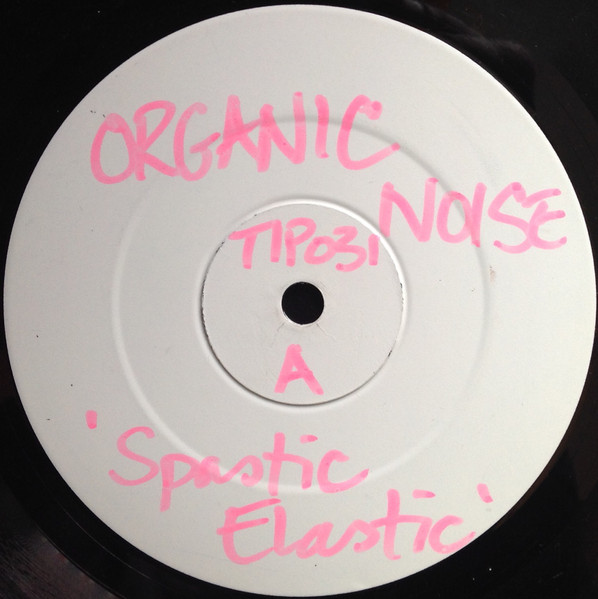 ORGANIC
NOISE
TIP031
A
'Spastic
Elastic'